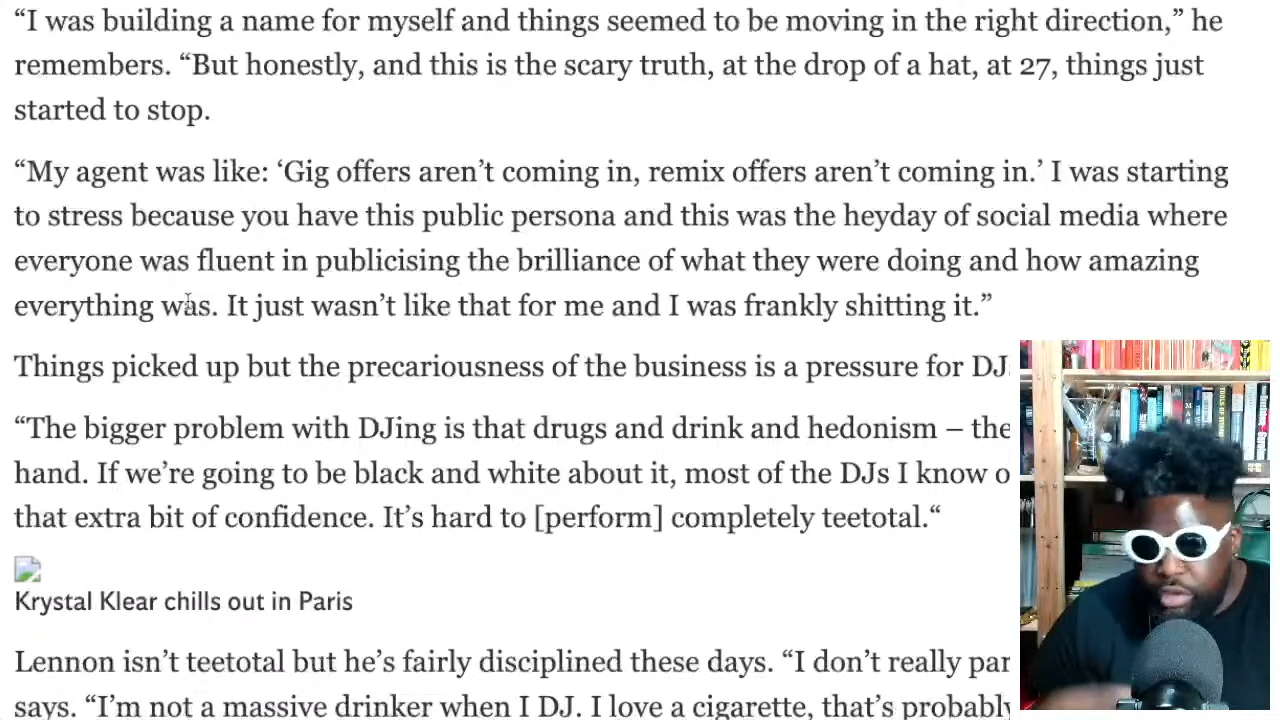 “I was building a name for myself and things seemed to be moving in the right direction,” he
remembers. “But honestly, and this is the scary truth, at the drop of a hat, at 27, things just
started to stop.
“My agent was like: ‘Gig offers aren’t coming in, remix offers aren’t coming in.’ I was starting
to stress because you have this public persona and this was the heyday of social media where
everyone was fluent in publicising the brilliance of what they were doing and how amazing
everything was. It just wasn’t like that for me and I was frankly shitting it.”
Things picked up but the precariousness of the business is a pressure for DJ
“The bigger problem with DJing is that drugs and drink and hedonism – the
hand. If we’re going to be black and white about it, most of the DJs I know o
that extra bit of confidence. It’s hard to [perform] completely teetotal.“
Krystal Klear chills out in Paris
Lennon isn’t teetotal but he’s fairly disciplined these days. “I don’t really par
says. “I’m not a massive drinker when I DJ. I love a cigarette, that’s probably